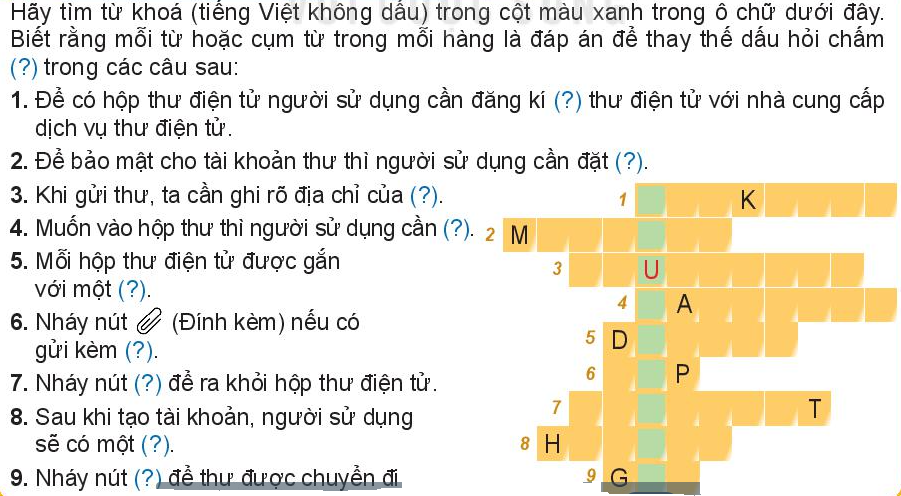 Hãy tìm từ khoá (tiếng Việt không dấu) trong cột màu xanh trong ô chữ dưới đây.
Biết rằng mỗi từ hoặc cụm từ trong mỗi hàng là đáp án để thay thế dấu hỏi chấm
(?) trong các câu sau:
1. Để có hộp thư điện tử người sử dụng cần đăng kí (?) thư điện tử với nhà cung cấp
dịch vụ thư điện tử.
2. Để bảo mật cho tài khoản thư thì người sử dụng cần đặt (?).
3. Khi gửi thư, ta cần ghi rõ địa chỉ của (?).
4. Muốn vào hộp thư thì người sử dụng cần (?).
5. Mỗi hộp thư điện tử được gắn
với một (?).
6. Nháy nút (Đính kèm) nếu có
gửi kèm (?).
7. Nháy nút (?) để ra khỏi hộp thư điện tử.
8. Sau khi tạo tài khoản, người sử dụng
sẽ có một (?).
9. Nháy nút (?) để thư được chuyển đi
1 K
2 M
3 U
4 A
5 D
6 P
7 T
8 H
9 G